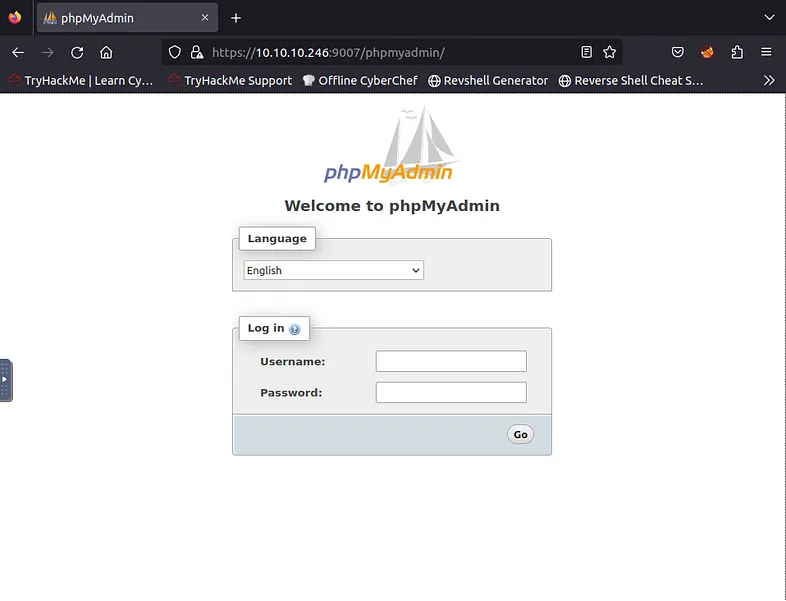 phpMyAdmin
https://10.10.10.246:9007/phpmyadmin/
TryHackMe | Learn Cy… TryHackMe Support Offline CyberChef Revshell Generator Reverse Shell Cheat S…
phpMyAdmin
Welcome to phpMyAdmin
Language
English
Log in
Username:
Password:
Go